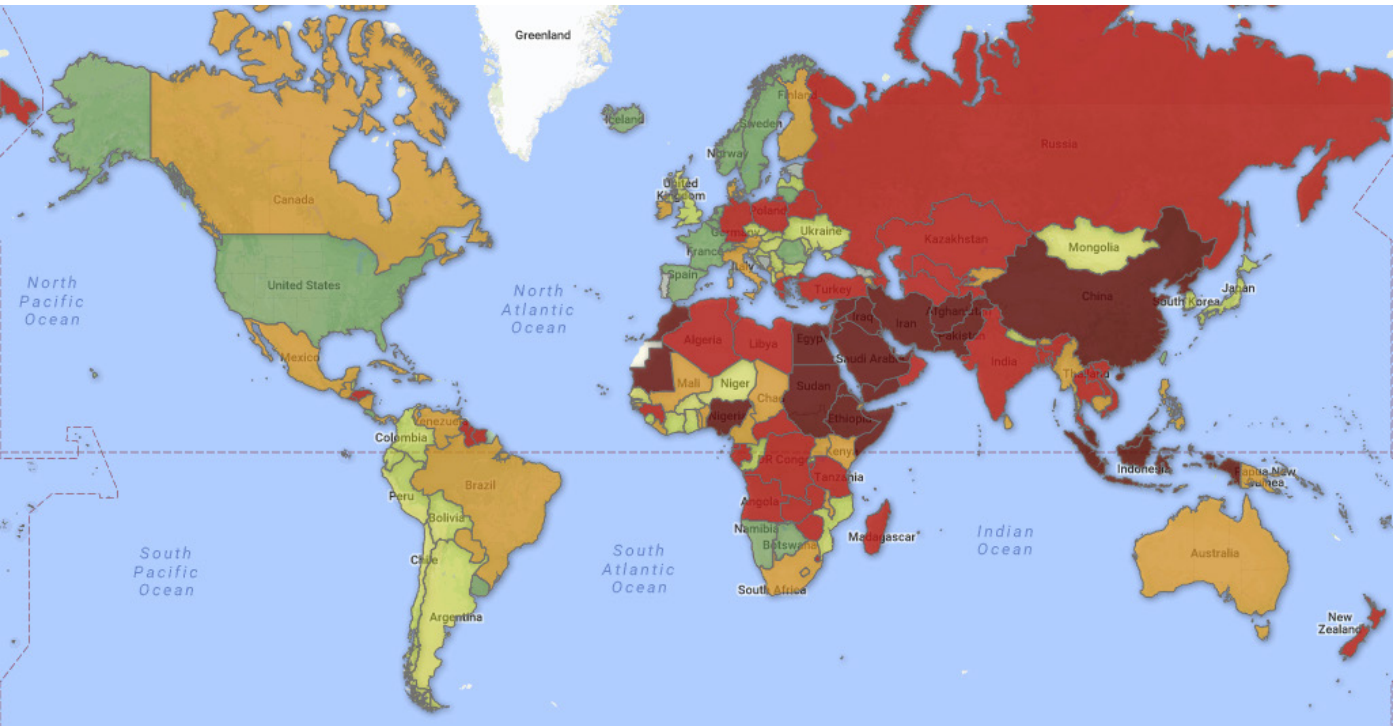 Greenland
Iceland
Finland
Sweden
Norway
Russia
United
Kingdom
Canada
Poland
Germany
Ukraine
France
Kazakhstan
Mongolia
Italy
Spain
United States
North
Pacific
Ocean
North
Atlantic
Ocean
Turkey
China
South Korea
Japan
Iraq
Iran
Afghanistan
Pakistan
Algeria
Libya
Egypt
Saudi Arabia
India
Mexico
Mali
Niger
Chad
Sudan
Thailand
Nigeria
Ethiopia
Venezuela
Colombia
DR Congo
Kenya
Indonesia
Papua New
Guinea
Tanzania
Brazil
Peru
Angola
Bolivia
Namibia
Botswana
Madagascar
Indian
Ocean
South
Pacific
Ocean
South
Atlantic
Ocean
Chile
Australia
South Africa
Argentina
New
Zealand